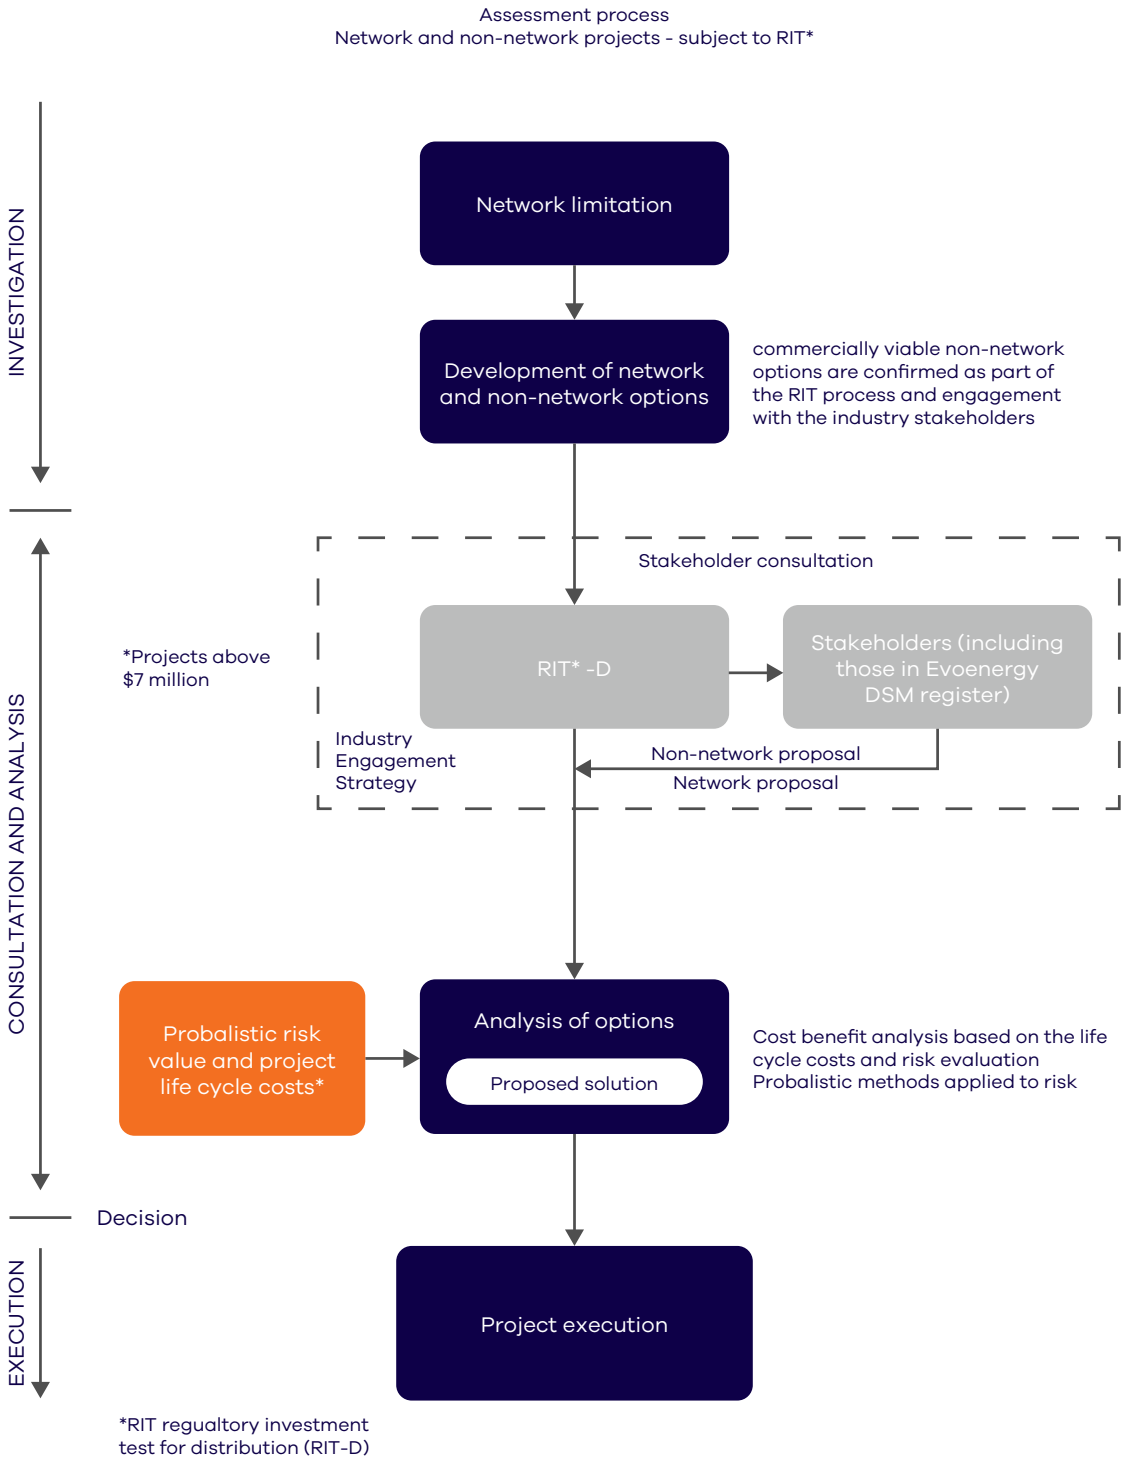 Assessment process
Network and non-network projects - subject to RIT*
INVESTIGATION
Network limitation
Development of network
and non-network options
commercially viable non-network
options are confirmed as part of
the RIT process and engagement
with the industry stakeholders
CONSULTATION AND ANALYSIS
Stakeholder consultation
*Projects above
$7 million
RIT* -D
Stakeholders (including
those in Evoenergy
DSM register)
Industry
Engagement
Strategy
Non-network proposal
Network proposal
Probalistic risk
value and project
life cycle costs*
Analysis of options
Proposed solution
Cost benefit analysis based on the life
cycle costs and risk evaluation
Probalistic methods applied to risk
Decision
EXECUTION
Project execution
*RIT regualtory investment
test for distribution (RIT-D)